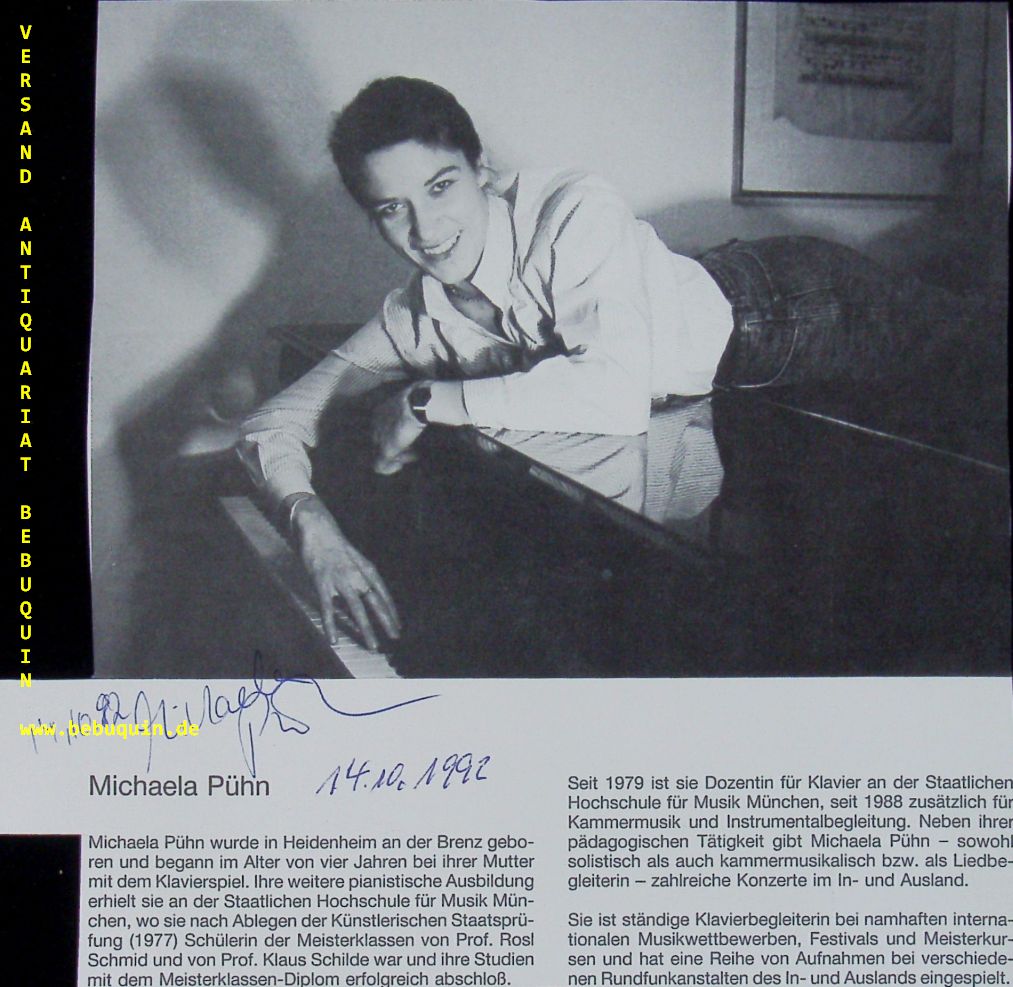 VERSAND ANTIQUARIAT BEBUQUIN
www.bebuquin.de
14.10.1992
Michaela Pühn
Michaela Pühn wurde in Heidenheim an der Brenz gebo-
ren und begann im Alter von vier Jahren bei ihrer Mutter
mit dem Klavierspiel. Ihre weitere pianistische Ausbildung
erhielt sie an der Staatlichen Hochschule für Musik Mün-
chen, wo sie nach Ablegen der Künstlerischen Staatsprü-
fung (1977) Schülerin der Meisterklassen von Prof. Rosl
Schmid und von Prof. Klaus Schilde war und ihre Studien
mit dem Meisterklassen-Diplom erfolgreich abschloß.
Seit 1979 ist sie Dozentin für Klavier an der Staatlichen
Hochschule für Musik München, seit 1988 zusätzlich für
Kammermusik und Instrumentalbegleitung. Neben ihrer
pädagogischen Tätigkeit gibt Michaela Pühn – sowohl
solistisch als auch kammermusikalisch bzw. als Liedbe-
gleiterin – zahlreiche Konzerte im In- und Ausland.
Sie ist ständige Klavierbegleiterin bei namhaften interna-
tionalen Musikwettbewerben, Festivals und Meisterkur-
sen und hat eine Reihe von Aufnahmen bei verschiede-
nen Rundfunkanstalten des In- und Auslands eingespielt.